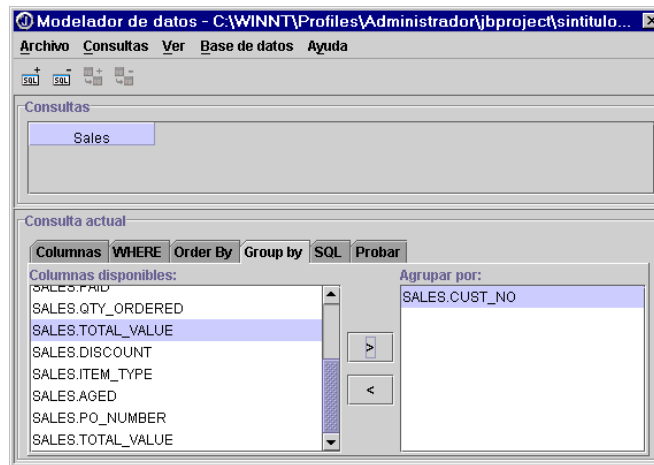 Modelador de datos - C:\WINNT\Profiles\Administrador\jbproject\sintitulo...
Archivo Consultas Ver Base de datos Ayuda
SQL SQL
Consultas
Sales
Consulta actual
Columnas WHERE Order By Group by SQL Probar
Columnas disponibles:
SALES.PAID
SALES.QTY_ORDERED
SALES.TOTAL_VALUE
SALES.DISCOUNT
SALES.ITEM_TYPE
SALES.AGED
SALES.PO_NUMBER
SALES.TOTAL_VALUE
>
<
Agrupar por:
SALES.CUST_NO